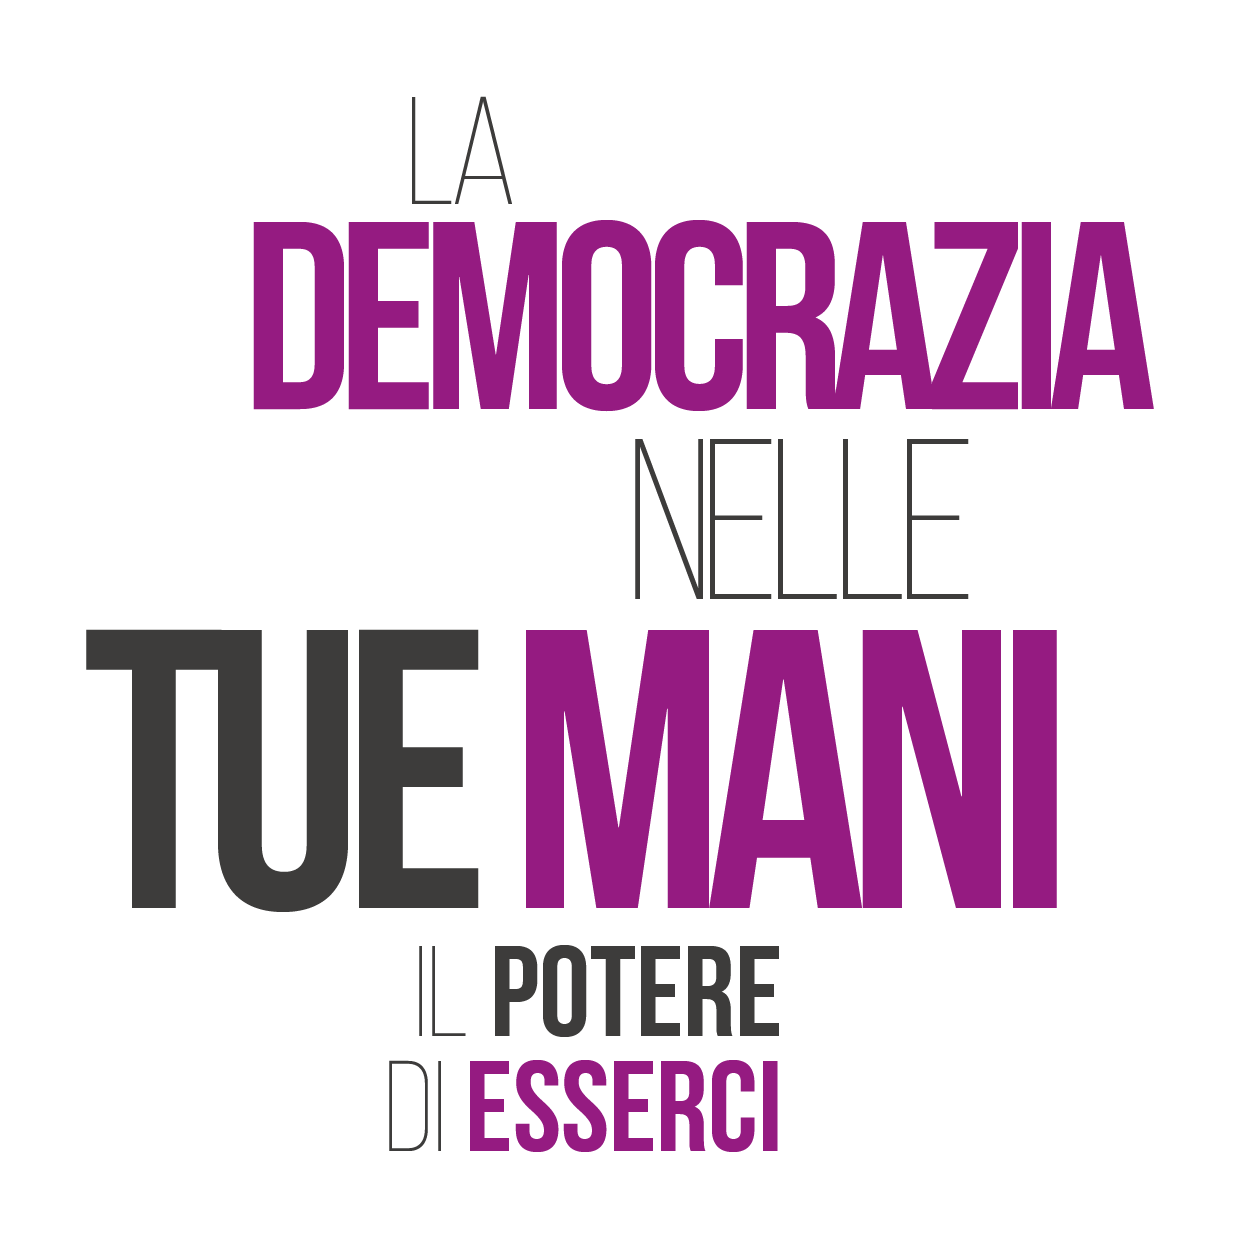 LA
DEMOCRAZIA
NELLE
TUE MANI
IL POTERE
DI ESSERCI